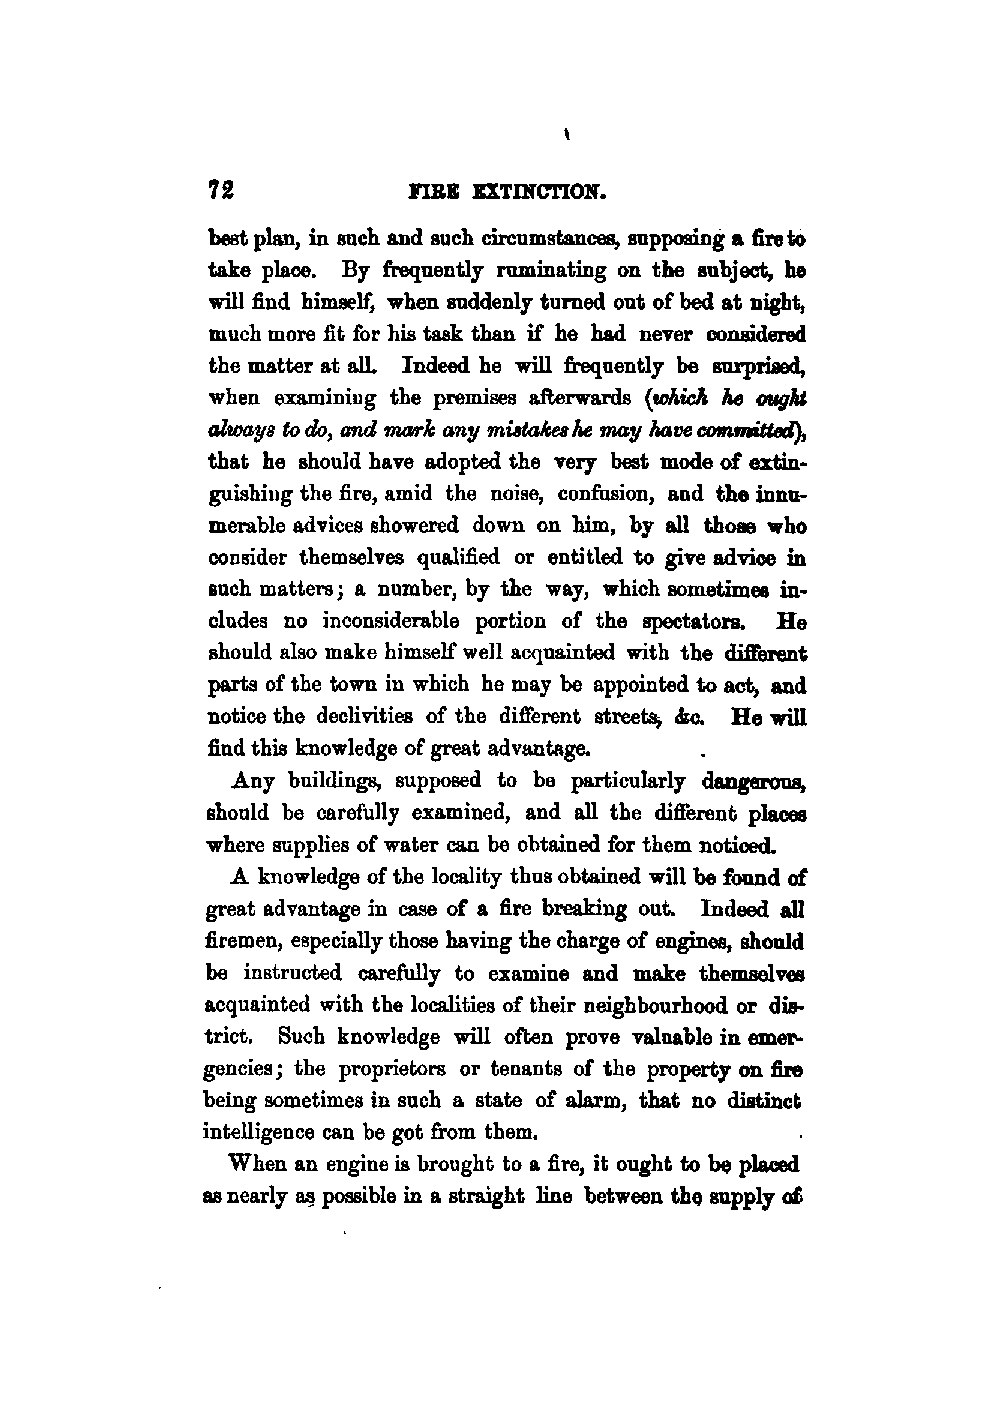 72 FIRE EXTINCTION.
best plan, in such and such circumstances, supposing a fire to
take place. By frequently ruminating on the subject, he
will find himself, when suddenly turned out of bed at night,
much more fit for his task than if he had never considered
the matter at all. Indeed he will frequently be surprised,
when examining the premises afterwards (which he ought
always to do, and mark any mistakes he may have committed),
that he should have adopted the very best mode of extin-
guishing the fire, amid the noise, confusion, and the innu-
merable advices showered down on him, by all those who
consider themselves qualified or entitled to give advice in
such matters; a number, by the way, which sometimes in-
cludes no inconsiderable portion of the spectators. He
should also make himself well acquainted with the different
parts of the town in which he may be appointed to act, and
notice the declivities of the different streets, &c. He will
find this knowledge of great advantage.
Any buildings, supposed to be particularly dangerous,
should be carefully examined, and all the different places
where supplies of water can be obtained for them noticed.
A knowledge of the locality thus obtained will be found of
great advantage in case of a fire breaking out. Indeed all
firemen, especially those having the charge of engines, should
be instructed carefully to examine and make themselves
acquainted with the localities of their neighbourhood or dis-
trict. Such knowledge will often prove valuable in emer-
gencies; the proprietors or tenants of the property on fire
being sometimes in such a state of alarm, that no distinct
intelligence can be got from them.
When an engine is brought to a fire, it ought to be placed
as nearly as possible in a straight line between the supply of